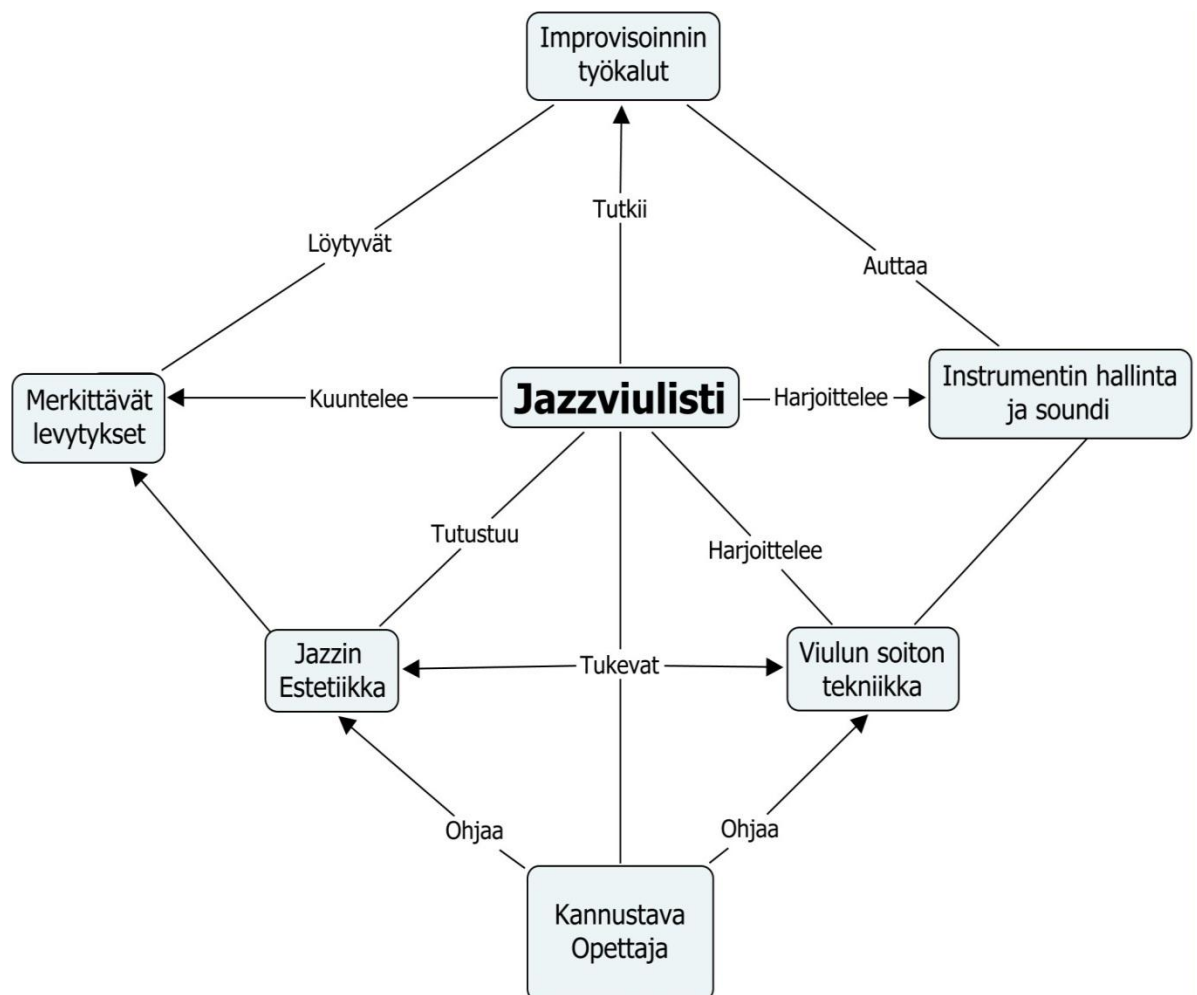 Improvisoinnin
työkalut
Tutkii
Löytyvät
Auttaa
Merkittävät
levytykset
Kuuntelee
Jazzviulisti
Harjoittelee
Instrumentin hallinta
ja soundi
Tutustuu
Harjoittelee
Jazzin
Estetiikka
Tukevat
Viulun soiton
tekniikka
Ohjaa
Ohjaa
Kannustava
Opettaja